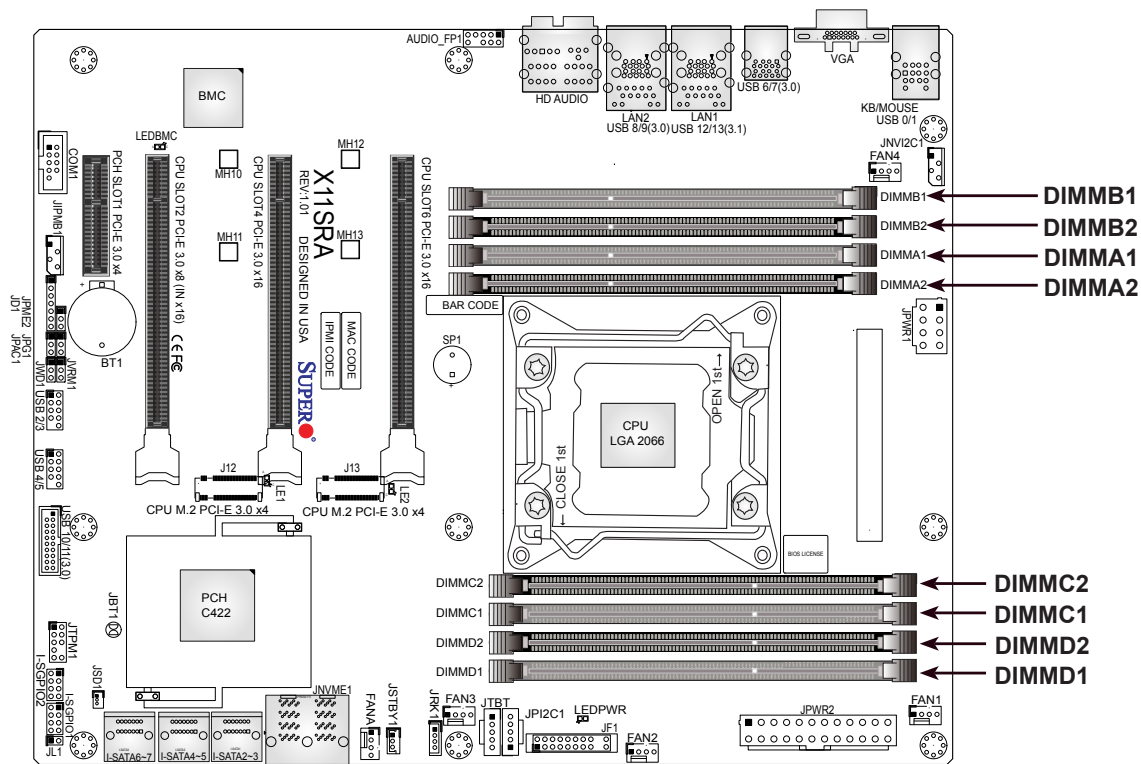 AUDIO_FP1
HD AUDIO
LAN2
USB 8/9(3.0)
LAN1
USB 12/13(3.1)
USB 6/7(3.0)
VGA
KB/MOUSE
USB 0/1
BMC
LEDBMC
COM1
JIPMB1
PCH SLOT1 PCI-E 3.0 x4
CPU SLOT2 PCI-E 3.0 x8 (IN x16)
CPU SLOT4 PCI-E 3.0 x16
CPU SLOT6 PCI-E 3.0 x16
MH10
MH11
MH12
MH13
X11SRA
REV:1.01
DESIGNED IN USA
SUPER
IPMI CODE
MAC CODE
BAR CODE
JNVI2C1
FAN4
DIMMB1
DIMMB1
DIMMB2
DIMMB2
DIMMA1
DIMMA1
DIMMA2
DIMMA2
JPWR1
JPME2
JD1
JPG1
JPAC1
JVRM1
JWD1
BT1
SP1
USB 2/3
USB 4/5
USB 10/11(3.0)
OPEN 1st
CLOSE 1st
CPU
LGA 2066
J12
LE1
J13
LE2
CPU M.2 PCI-E 3.0 x4
CPU M.2 PCI-E 3.0 x4
BIOS LICENSE
DIMMC2
DIMMC2
DIMMC1
DIMMC1
DIMMD2
DIMMD2
DIMMD1
DIMMD1
PCH
C422
JBT1
JTPM1
I-SGPIO2
I-SGPIO1
JL1
JSD1
I-SATA6~7
I-SATA4~5
I-SATA2~3
JNVME1
FANA
JSTBY1
JRK1
FAN3
JTBT
JPI2C1
LEDPWR
JF1
FAN2
JPWR2
FAN1